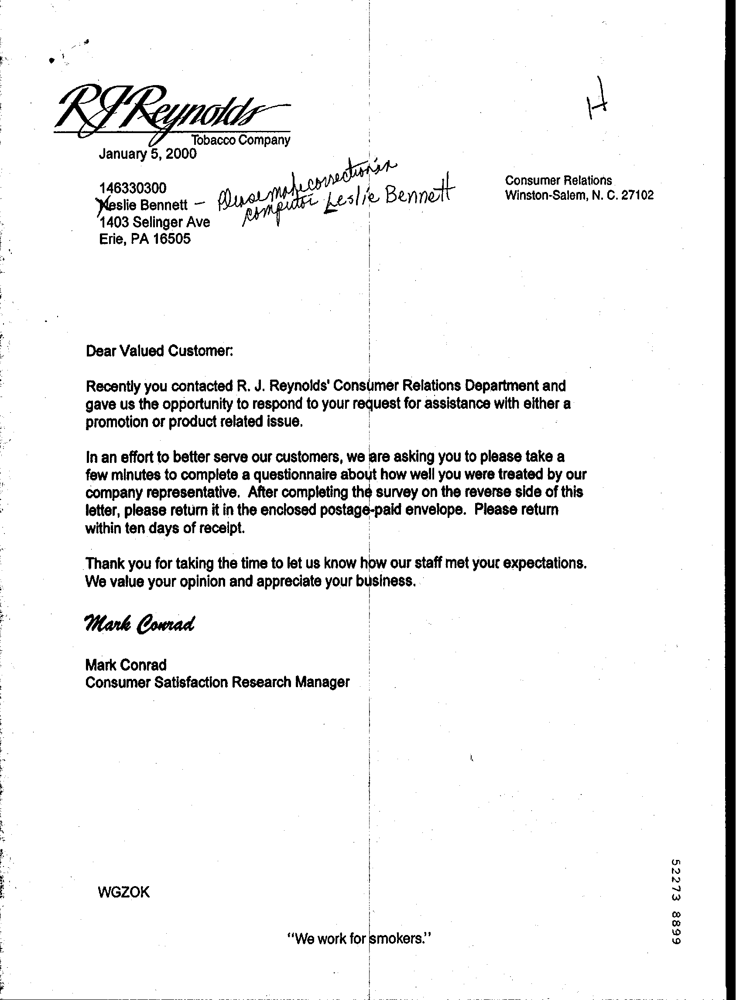 RJReynolds
Tobacco Company
January 5, 2000
H
146330300
Keslie Bennett – Please make correction in
computer Leslie Bennett
1403 Selinger Ave
Erie, PA 16505
Consumer Relations
Winston-Salem, N. C. 27102
Dear Valued Customer:
Recently you contacted R. J. Reynolds' Consumer Relations Department and
gave us the opportunity to respond to your request for assistance with either a
promotion or product related issue.
In an effort to better serve our customers, we are asking you to please take a
few minutes to complete a questionnaire about how well you were treated by our
company representative. After completing the survey on the reverse side of this
letter, please return it in the enclosed postage-paid envelope. Please return
within ten days of receipt.
Thank you for taking the time to let us know how our staff met your expectations.
We value your opinion and appreciate your business.
Mark Conrad
Mark Conrad
Consumer Satisfaction Research Manager
WGZOK
"We work for smokers."
52273 8899